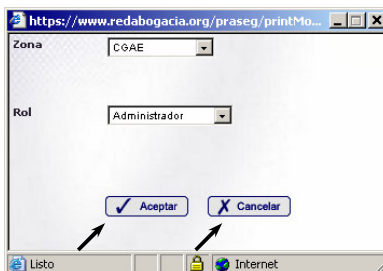 https://www.redabogacia.org/praseg/printMo...
Zona CGAE
Rol Administrador
Aceptar Cancelar
Listo Internet